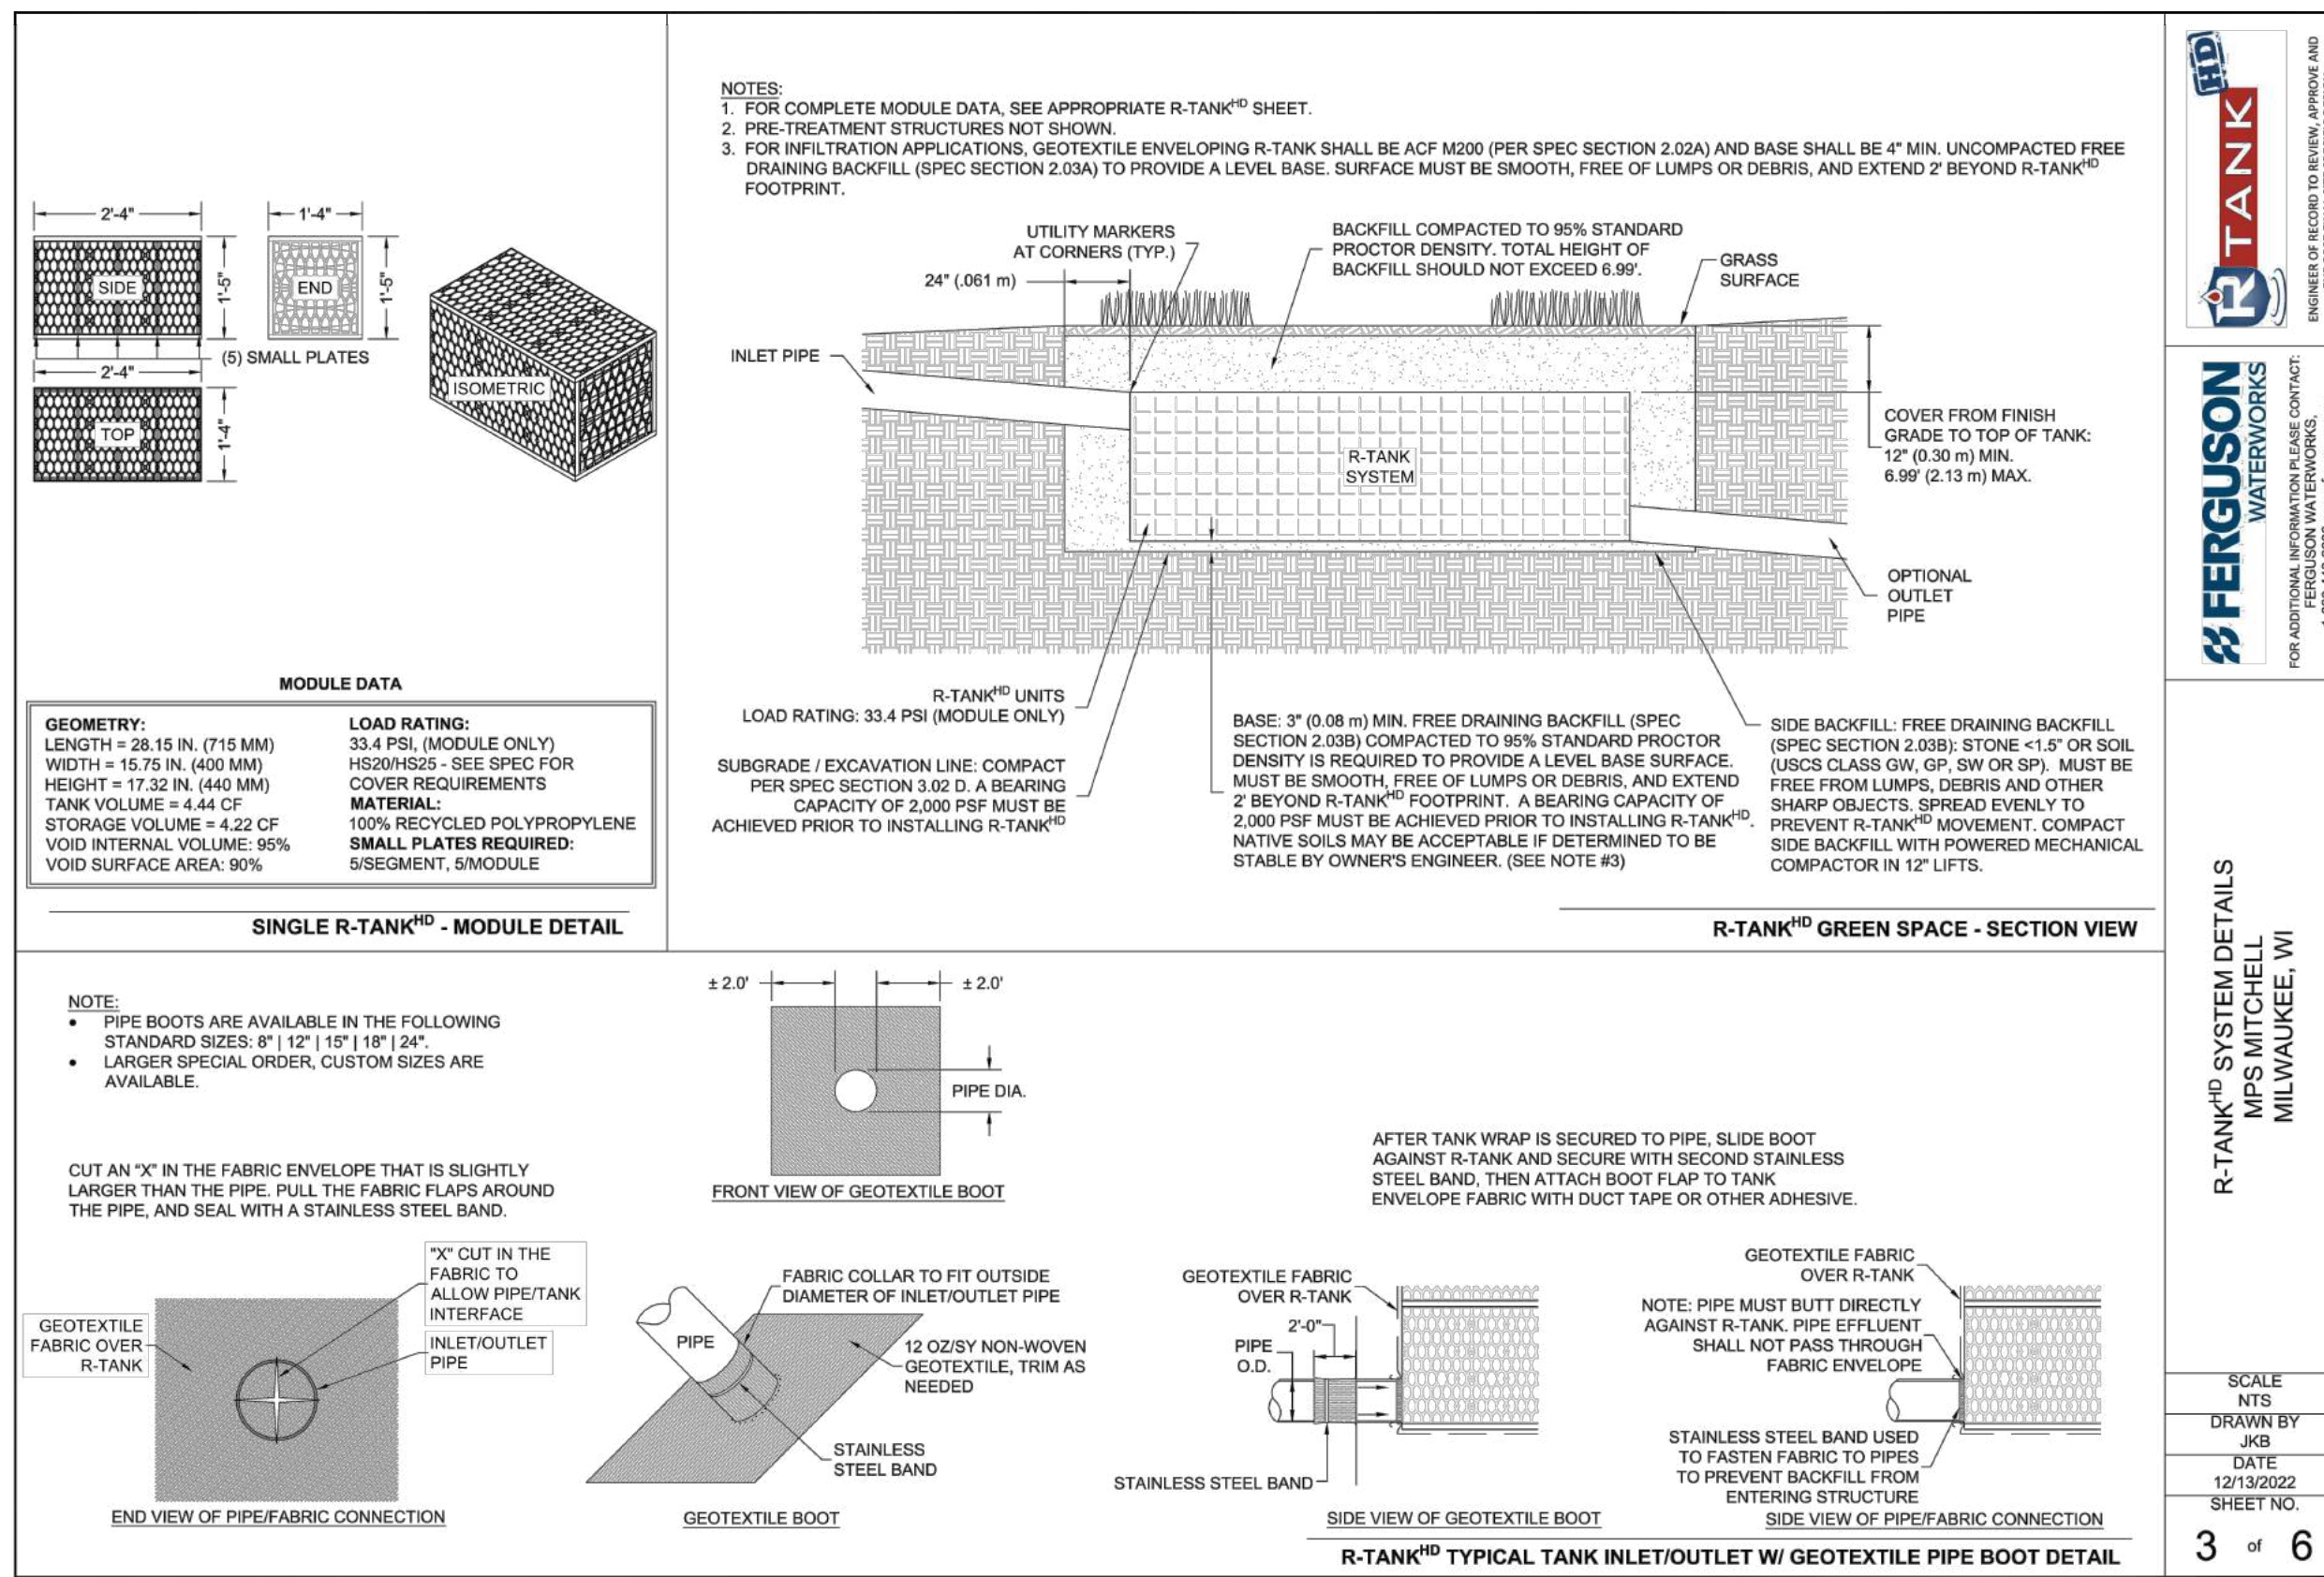 2'-4"
1'-4"
SIDE
1'-5"
END
1'-5"
(5) SMALL PLATES
2'-4"
TOP
1'-4"
ISOMETRIC
MODULE DATA
GEOMETRY:
LENGTH = 28.15 IN. (715 MM)
WIDTH = 15.75 IN. (400 MM)
HEIGHT = 17.32 IN. (440 MM)
TANK VOLUME = 4.44 CF
STORAGE VOLUME = 4.22 CF
VOID INTERNAL VOLUME: 95%
VOID SURFACE AREA: 90%
LOAD RATING:
33.4 PSI, (MODULE ONLY)
HS20/HS25 - SEE SPEC FOR
COVER REQUIREMENTS
MATERIAL:
100% RECYCLED POLYPROPYLENE
SMALL PLATES REQUIRED:
5/SEGMENT, 5/MODULE
SINGLE R-TANKHD - MODULE DETAIL
NOTES:
1. FOR COMPLETE MODULE DATA, SEE APPROPRIATE R-TANKHD SHEET.
2. PRE-TREATMENT STRUCTURES NOT SHOWN.
3. FOR INFILTRATION APPLICATIONS, GEOTEXTILE ENVELOPING R-TANK SHALL BE ACF M200 (PER SPEC SECTION 2.02A) AND BASE SHALL BE 4" MIN. UNCOMPACTED FREE
DRAINING BACKFILL (SPEC SECTION 2.03A) TO PROVIDE A LEVEL BASE. SURFACE MUST BE SMOOTH, FREE OF LUMPS OR DEBRIS, AND EXTEND 2' BEYOND R-TANKHD
FOOTPRINT.
UTILITY MARKERS
AT CORNERS (TYP.)
24" (.061 m)
BACKFILL COMPACTED TO 95% STANDARD
PROCTOR DENSITY. TOTAL HEIGHT OF
BACKFILL SHOULD NOT EXCEED 6.99'.
GRASS
SURFACE
INLET PIPE
R-TANK
SYSTEM
COVER FROM FINISH
GRADE TO TOP OF TANK:
12" (0.30 m) MIN.
6.99' (2.13 m) MAX.
OPTIONAL
OUTLET
PIPE
R-TANKHD UNITS
LOAD RATING: 33.4 PSI (MODULE ONLY)
SUBGRADE / EXCAVATION LINE: COMPACT
PER SPEC SECTION 3.02 D. A BEARING
CAPACITY OF 2,000 PSF MUST BE
ACHIEVED PRIOR TO INSTALLING R-TANKHD
BASE: 3" (0.08 m) MIN. FREE DRAINING BACKFILL (SPEC
SECTION 2.03B) COMPACTED TO 95% STANDARD PROCTOR
DENSITY IS REQUIRED TO PROVIDE A LEVEL BASE SURFACE.
MUST BE SMOOTH, FREE OF LUMPS OR DEBRIS, AND EXTEND
2' BEYOND R-TANKHD FOOTPRINT. A BEARING CAPACITY OF
2,000 PSF MUST BE ACHIEVED PRIOR TO INSTALLING R-TANKHD.
NATIVE SOILS MAY BE ACCEPTABLE IF DETERMINED TO BE
STABLE BY OWNER'S ENGINEER. (SEE NOTE #3)
SIDE BACKFILL: FREE DRAINING BACKFILL
(SPEC SECTION 2.03B): STONE <1.5" OR SOIL
(USCS CLASS GW, GP, SW OR SP). MUST BE
FREE FROM LUMPS, DEBRIS AND OTHER
SHARP OBJECTS. SPREAD EVENLY TO
PREVENT R-TANKHD MOVEMENT. COMPACT
SIDE BACKFILL WITH POWERED MECHANICAL
COMPACTOR IN 12" LIFTS.
R-TANKHD GREEN SPACE - SECTION VIEW
NOTE:
• PIPE BOOTS ARE AVAILABLE IN THE FOLLOWING
STANDARD SIZES: 8" | 12" | 15" | 18" | 24".
• LARGER SPECIAL ORDER, CUSTOM SIZES ARE
AVAILABLE.
± 2.0'
± 2.0'
PIPE DIA.
FRONT VIEW OF GEOTEXTILE BOOT
CUT AN "X" IN THE FABRIC ENVELOPE THAT IS SLIGHTLY
LARGER THAN THE PIPE. PULL THE FABRIC FLAPS AROUND
THE PIPE, AND SEAL WITH A STAINLESS STEEL BAND.
"X" CUT IN THE
FABRIC TO
ALLOW PIPE/TANK
INTERFACE
GEOTEXTILE
FABRIC OVER
R-TANK
INLET/OUTLET
PIPE
END VIEW OF PIPE/FABRIC CONNECTION
FABRIC COLLAR TO FIT OUTSIDE
DIAMETER OF INLET/OUTLET PIPE
PIPE
12 OZ/SY NON-WOVEN
GEOTEXTILE, TRIM AS
NEEDED
STAINLESS
STEEL BAND
GEOTEXTILE BOOT
AFTER TANK WRAP IS SECURED TO PIPE, SLIDE BOOT
AGAINST R-TANK AND SECURE WITH SECOND STAINLESS
STEEL BAND, THEN ATTACH BOOT FLAP TO TANK
ENVELOPE FABRIC WITH DUCT TAPE OR OTHER ADHESIVE.
GEOTEXTILE FABRIC
OVER R-TANK
2'-0"
PIPE
O.D.
STAINLESS STEEL BAND
SIDE VIEW OF GEOTEXTILE BOOT
GEOTEXTILE FABRIC
OVER R-TANK
NOTE: PIPE MUST BUTT DIRECTLY
AGAINST R-TANK. PIPE EFFLUENT
SHALL NOT PASS THROUGH
FABRIC ENVELOPE
STAINLESS STEEL BAND USED
TO FASTEN FABRIC TO PIPES
TO PREVENT BACKFILL FROM
ENTERING STRUCTURE
SIDE VIEW OF PIPE/FABRIC CONNECTION
R-TANKHD TYPICAL TANK INLET/OUTLET W/ GEOTEXTILE PIPE BOOT DETAIL
R TANK HD
ENGINEER OF RECORD TO REVIEW, APPROVE AND
FERGUSON
WATERWORKS
FOR ADDITIONAL INFORMATION PLEASE CONTACT:
FERGUSON WATERWORKS,
R-TANKHD SYSTEM DETAILS
MPS MITCHELL
MILWAUKEE, WI
SCALE
NTS
DRAWN BY
JKB
DATE
12/13/2022
SHEET NO.
3 of 6